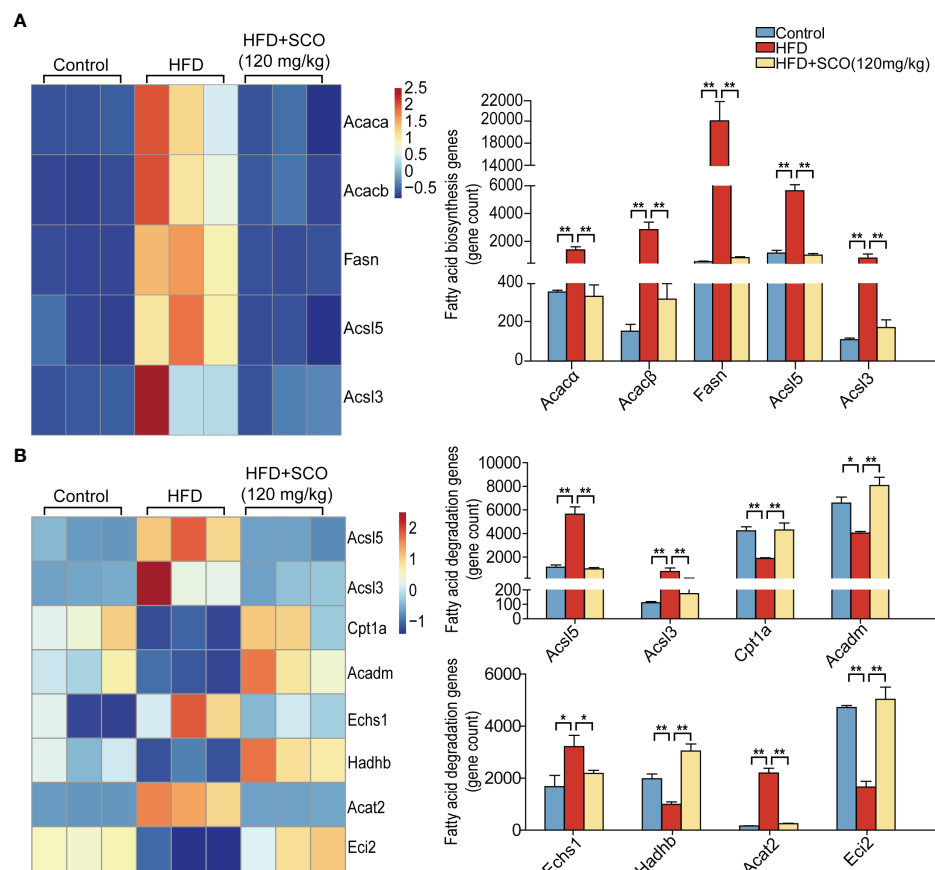 A
Control
HFD
HFD+SCO
(120 mg/kg)
2.5
2
1.5
1
0.5
0
−0.5
Acaca
Acacb
Fasn
Acsl5
Acsl3
Control
HFD
HFD+SCO(120mg/kg)
Fatty acid biosynthesis genes
(gene count)
22000
18000
14000
6000
2000
400
200
0
** **
** **
** **
** **
** **
Acacα
Acacβ
Fasn
Acsl5
Acsl3
B
Control
HFD
HFD+SCO
(120 mg/kg)
2
1
0
−1
Acsl5
Acsl3
Cpt1a
Acadm
Echs1
Hadhb
Acat2
Eci2
Fatty acid degradation genes
(gene count)
10000
8000
6000
4000
2000
200
100
0
** **
** **
** **
* **
Acsl5
Acsl3
Cpt1a
Acadm
Fatty acid degradation genes
(gene count)
6000
4000
2000
0
* *
** **
** **
** **
Echs1
Hadhb
Acat2
Eci2